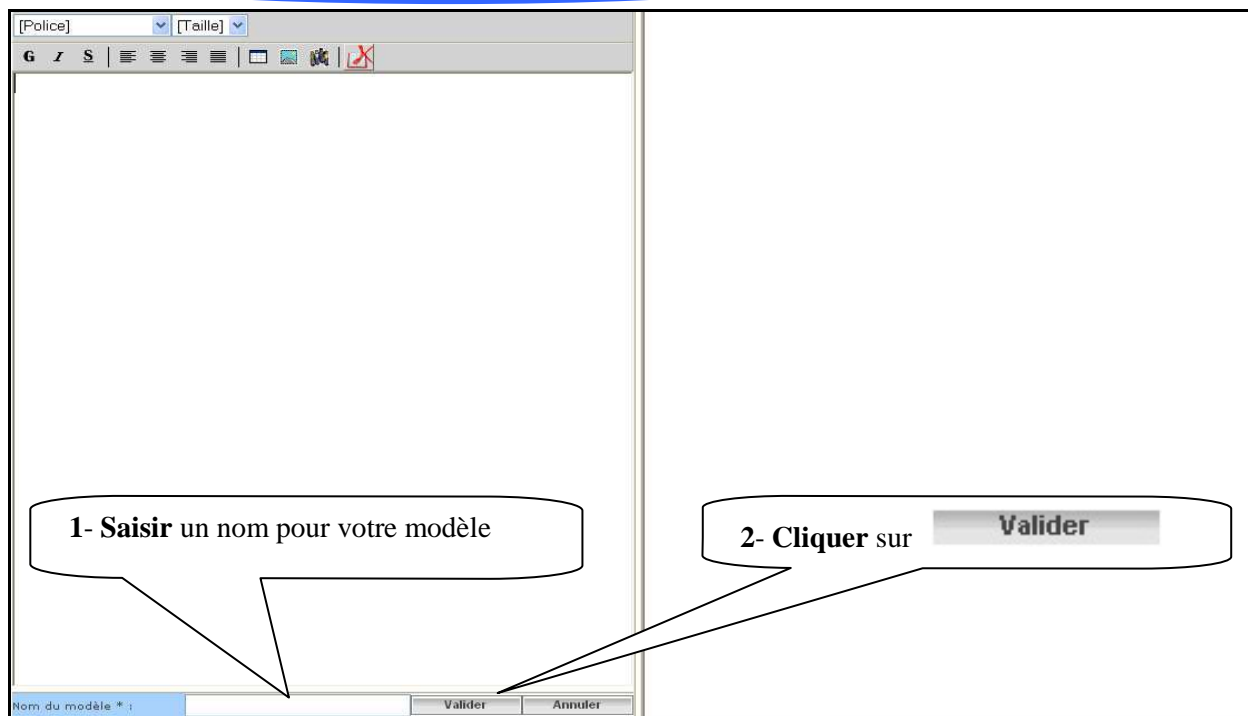 [Police] [Taille]
G I S
1- Saisir un nom pour votre modèle
2- Cliquer sur Valider
Nom du modèle * : Valider Annuler